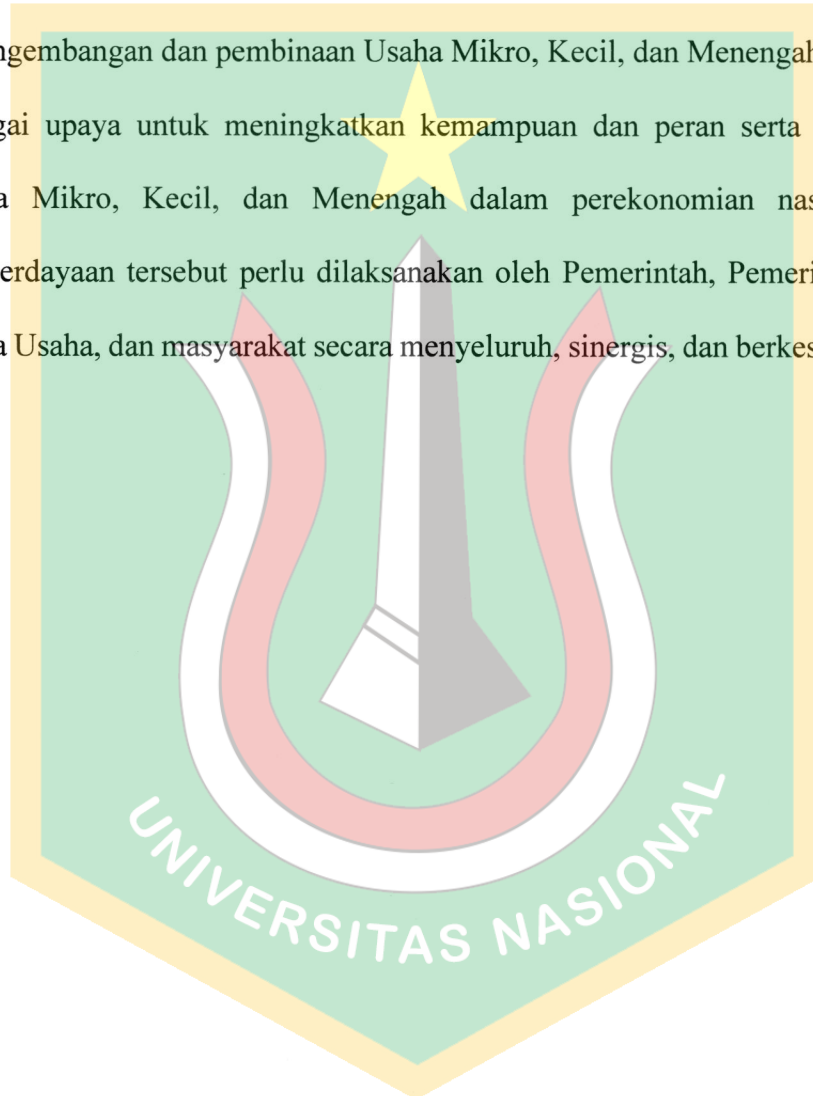 ngembangan dan pembinaan Usaha Mikro, Kecil, dan Menengah
gai upaya untuk meningkatkan kemampuan dan peran serta
a Mikro, Kecil, dan Menengah dalam perekonomian nas
erdayaan tersebut perlu dilaksanakan oleh Pemerintah, Pemeri
a Usaha, dan masyarakat secara menyeluruh, sinergis, dan berkes
UNIVERSITAS NASIONAL